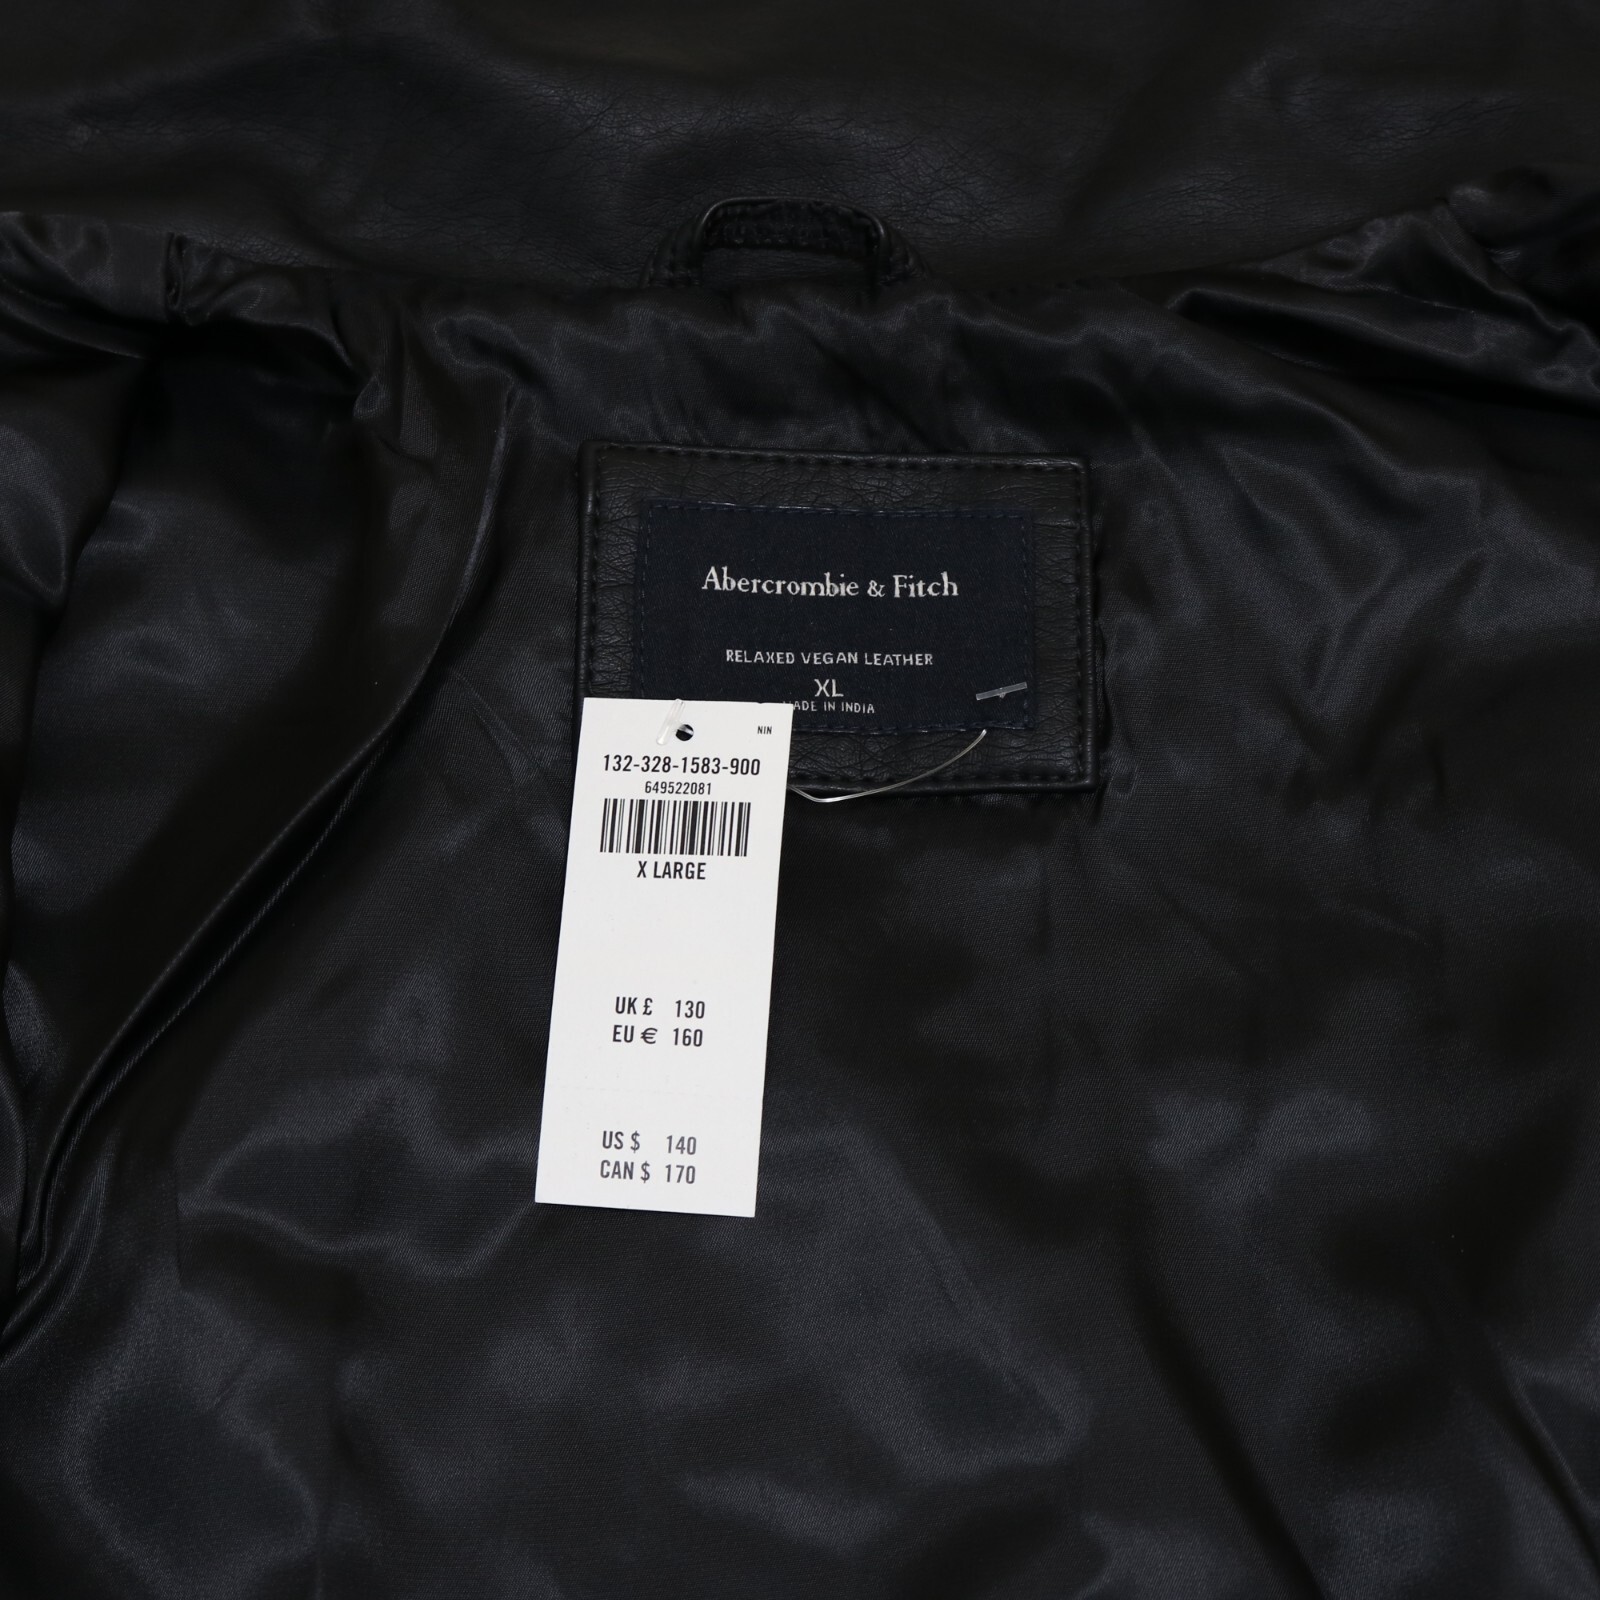 Abercrombie & Fitch
RELAXED VEGAN LEATHER
XL
MADE IN INDIA
NIN
132-328-1583-900
649522081
X LARGE
UK £ 130
EU € 160
US $ 140
CAN $ 170